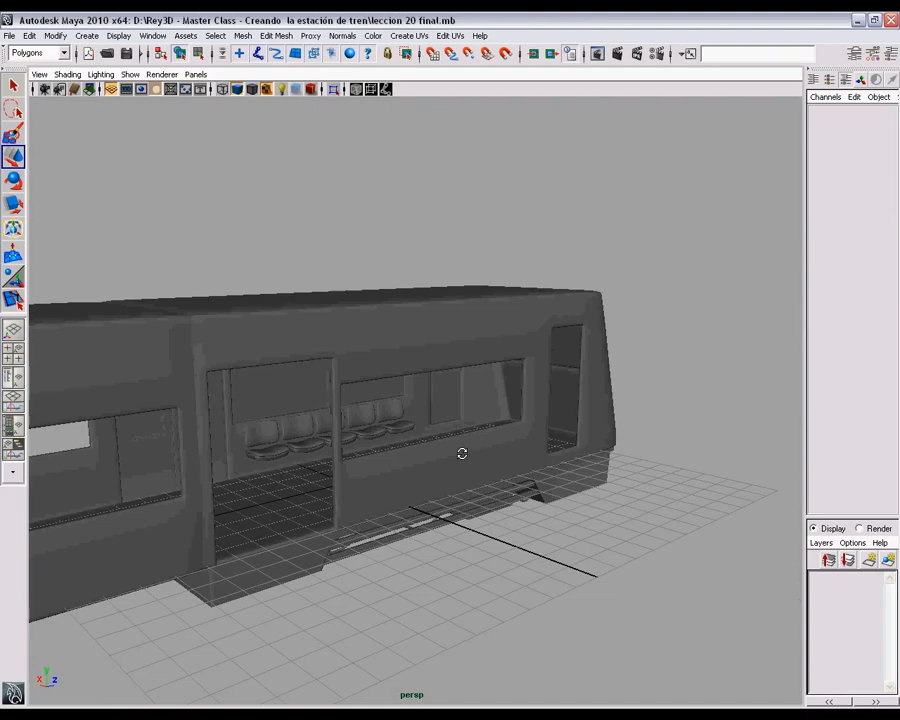 Autodesk Maya 2010 x64: D:\Rey3D - Master Class - Creando la estación de tren\leccion 20 final.mb
File Edit Modify Create Display Window Assets Select Mesh Edit Mesh Proxy Normals Color Create UVs Edit UVs Help
Polygons
View Shading Lighting Show Renderer Panels
Channels Edit Object
persp
Display Render
Layers Options Help
<< >>
y
x z